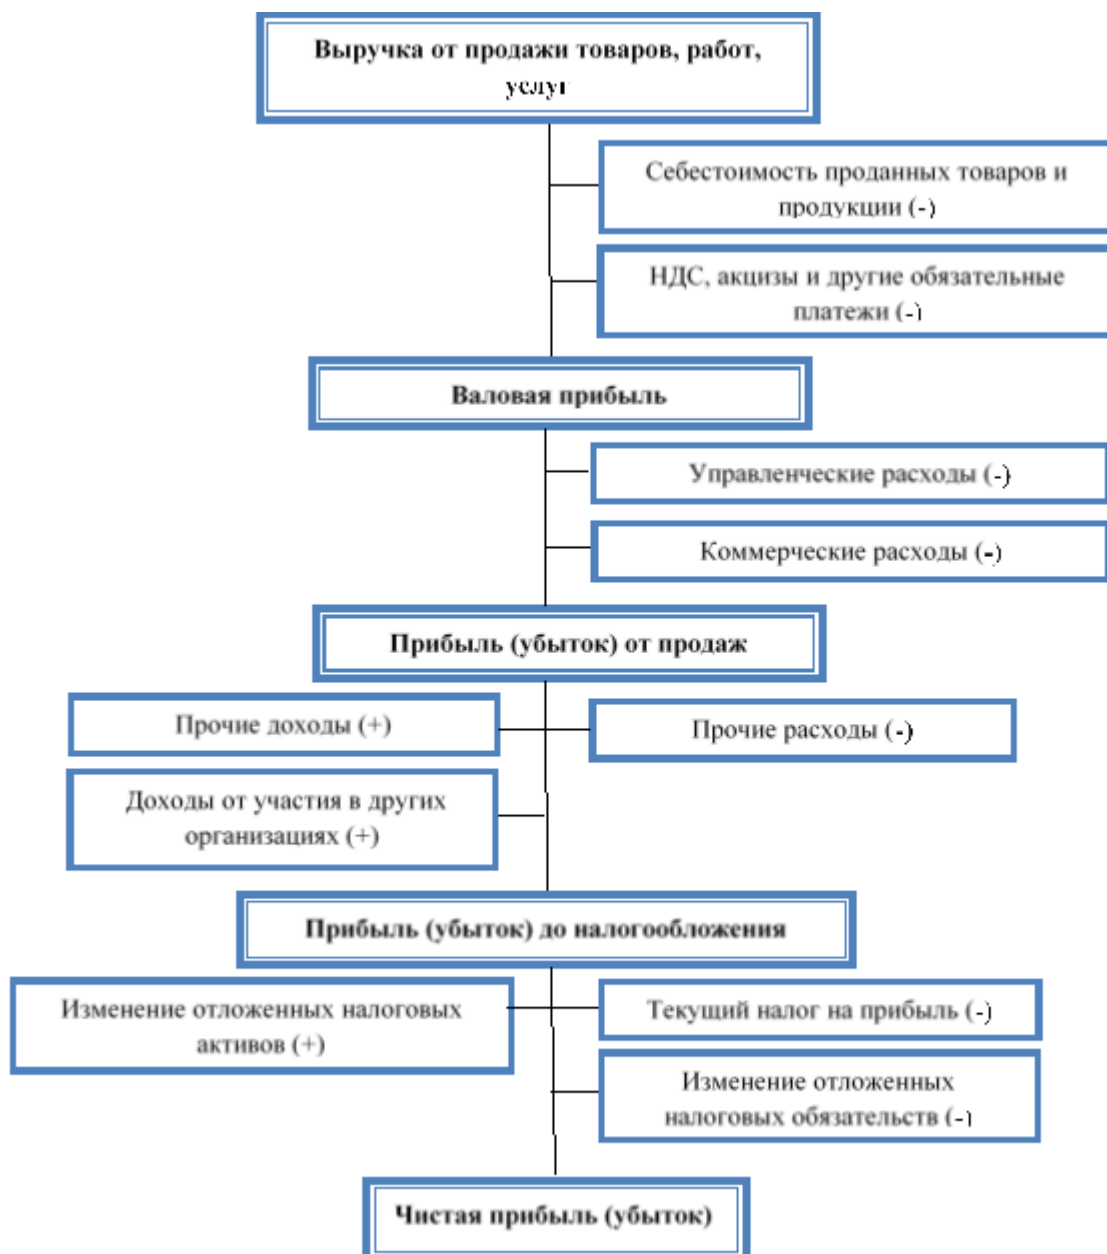 Выручка от продажи товаров, работ,
услуг
Себестоимость проданных товаров и
продукции (-)
НДС, акцизы и другие обязательные
платежи (-)
Валовая прибыль
Управленческие расходы (-)
Коммерческие расходы (-)
Прибыль (убыток) от продаж
Прочие доходы (+)
Прочие расходы (-)
Доходы от участия в других
организациях (+)
Прибыль (убыток) до налогообложения
Изменение отложенных налоговых
активов (+)
Текущий налог на прибыль (-)
Изменение отложенных
налоговых обязательств (-)
Чистая прибыль (убыток)